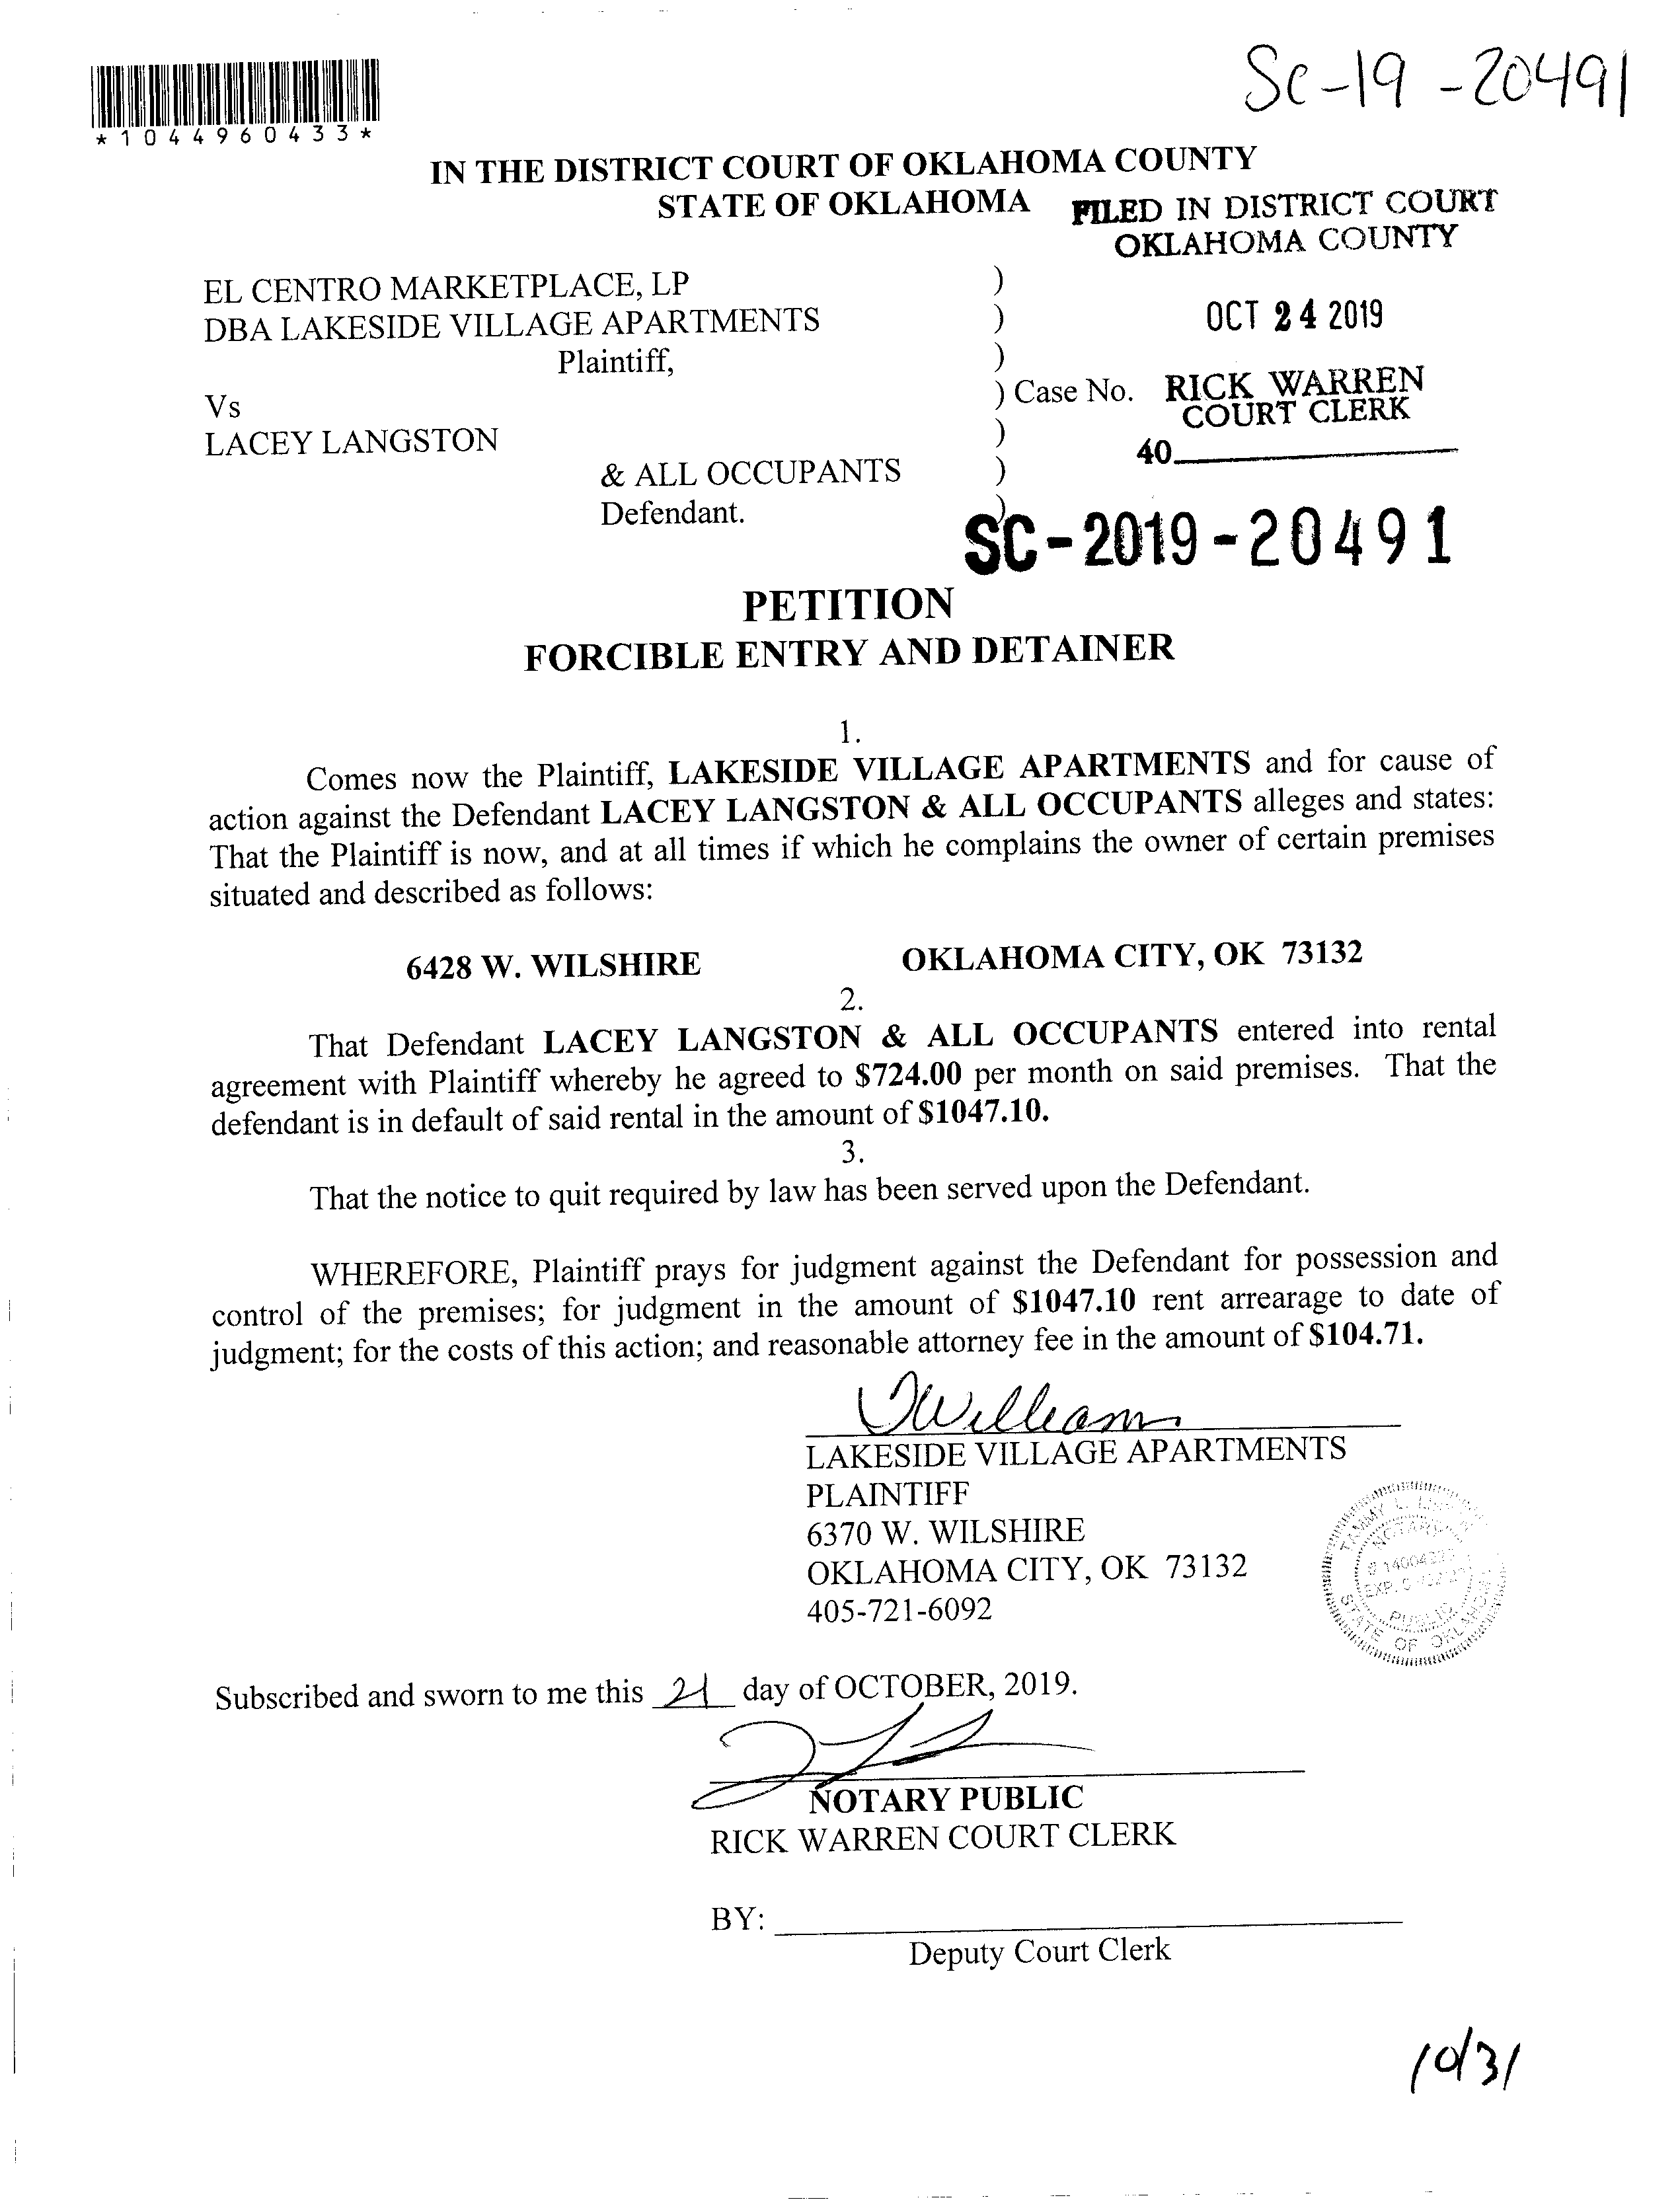 SC-19-20491
*1044960433*
IN THE DISTRICT COURT OF OKLAHOMA COUNTY
STATE OF OKLAHOMA
FILED IN DISTRICT COURT
OKLAHOMA COUNTY
EL CENTRO MARKETPLACE, LP )
DBA LAKESIDE VILLAGE APARTMENTS )
OCT 24 2019
Plaintiff, )
Vs ) Case No.
RICK WARREN
COURT CLERK
LACEY LANGSTON )
40
& ALL OCCUPANTS )
Defendant. )
SC-2019-20491
PETITION
FORCIBLE ENTRY AND DETAINER
1.
Comes now the Plaintiff, LAKESIDE VILLAGE APARTMENTS and for cause of
action against the Defendant LACEY LANGSTON & ALL OCCUPANTS alleges and states:
That the Plaintiff is now, and at all times if which he complains the owner of certain premises
situated and described as follows:
6428 W. WILSHIRE OKLAHOMA CITY, OK 73132
2.
That Defendant LACEY LANGSTON & ALL OCCUPANTS entered into rental
agreement with Plaintiff whereby he agreed to $724.00 per month on said premises. That the
defendant is in default of said rental in the amount of $1047.10.
3.
That the notice to quit required by law has been served upon the Defendant.
WHEREFORE, Plaintiff prays for judgment against the Defendant for possession and
control of the premises; for judgment in the amount of $1047.10 rent arrearage to date of
judgment; for the costs of this action; and reasonable attorney fee in the amount of $104.71.
Williams
LAKESIDE VILLAGE APARTMENTS
PLAINTIFF
6370 W. WILSHIRE
OKLAHOMA CITY, OK 73132
405-721-6092
TAMMY L.
NOTARY
EXP.
PUBLIC
STATE OF OKLAHOMA
Subscribed and sworn to me this 21 day of OCTOBER, 2019.
NOTARY PUBLIC
RICK WARREN COURT CLERK
BY:
Deputy Court Clerk
10/31